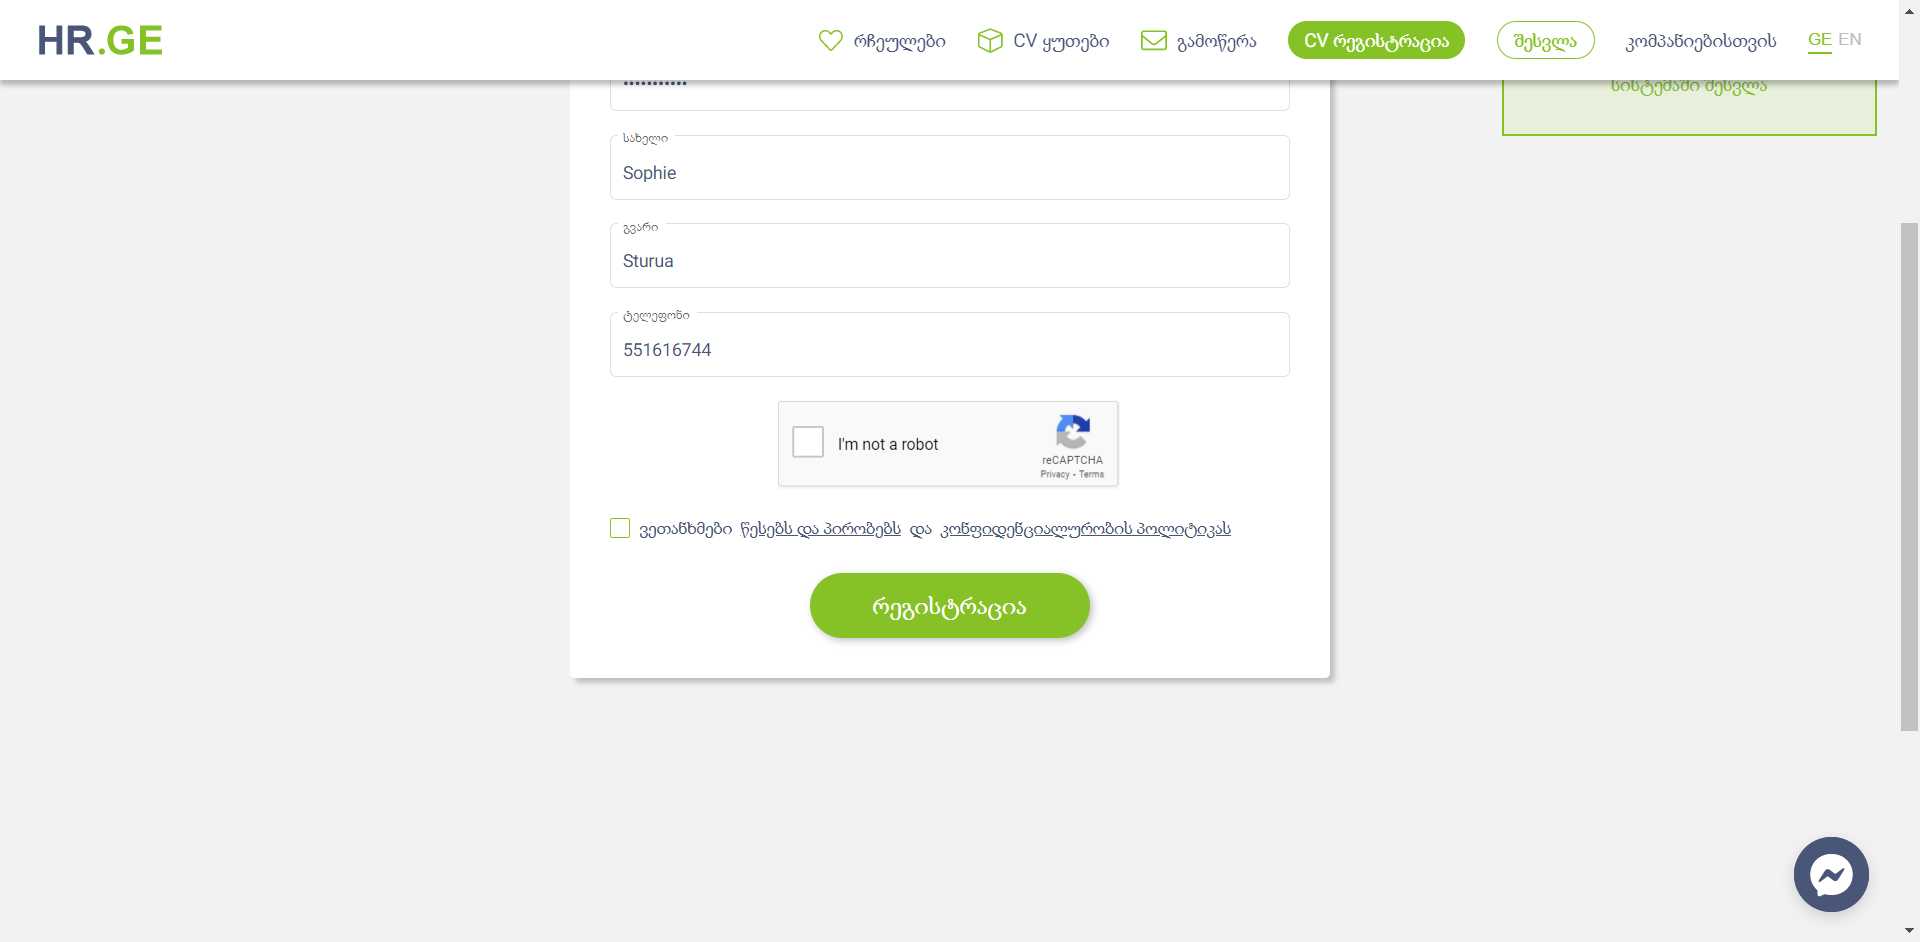 HR.GE
რჩეულები
CV ყუთები
გამოწერა
CV რეგისტრაცია
შესვლა
კომპანიებისთვის
GE EN
სისტემაში შესვლა
სახელი
Sophie
გვარი
Sturua
ტელეფონი
551616744
I'm not a robot
reCAPTCHA
Privacy - Terms
ვეთანხმები წესებს და პირობებს და კონფიდენციალურობის პოლიტიკას
რეგისტრაცია